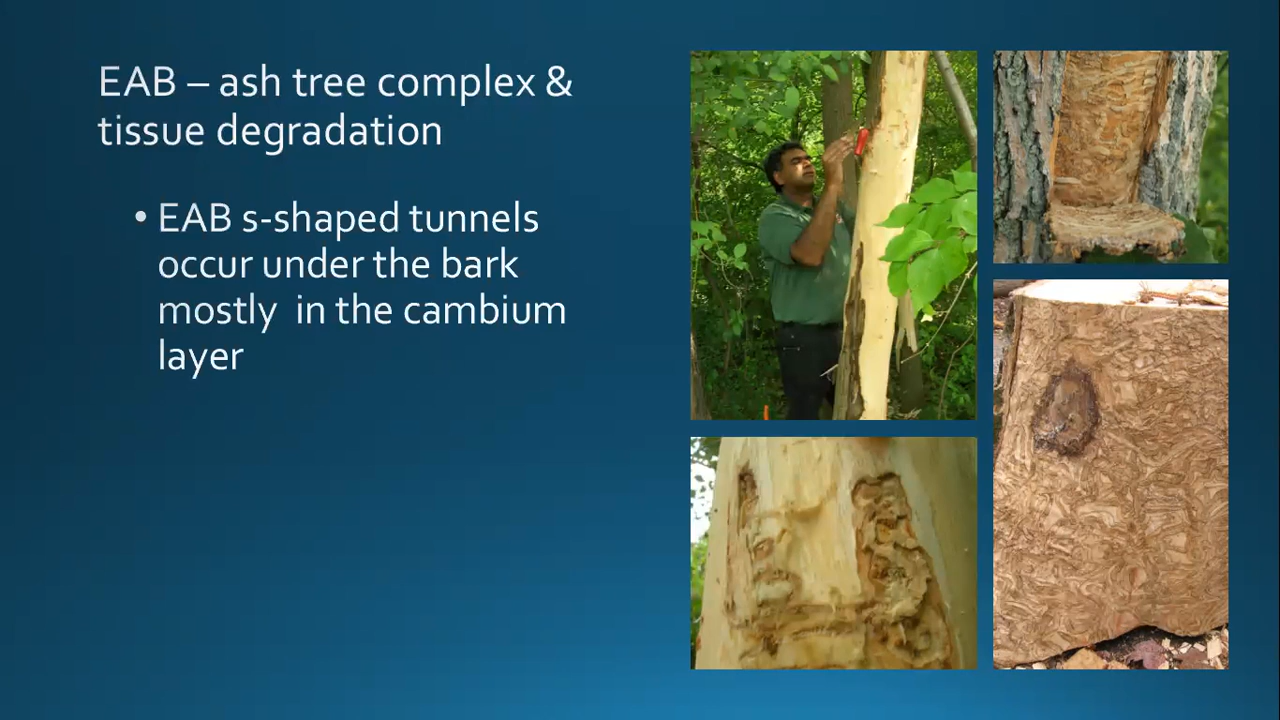 EAB – ash tree complex &
tissue degradation
• EAB s-shaped tunnels
occur under the bark
mostly  in the cambium
layer